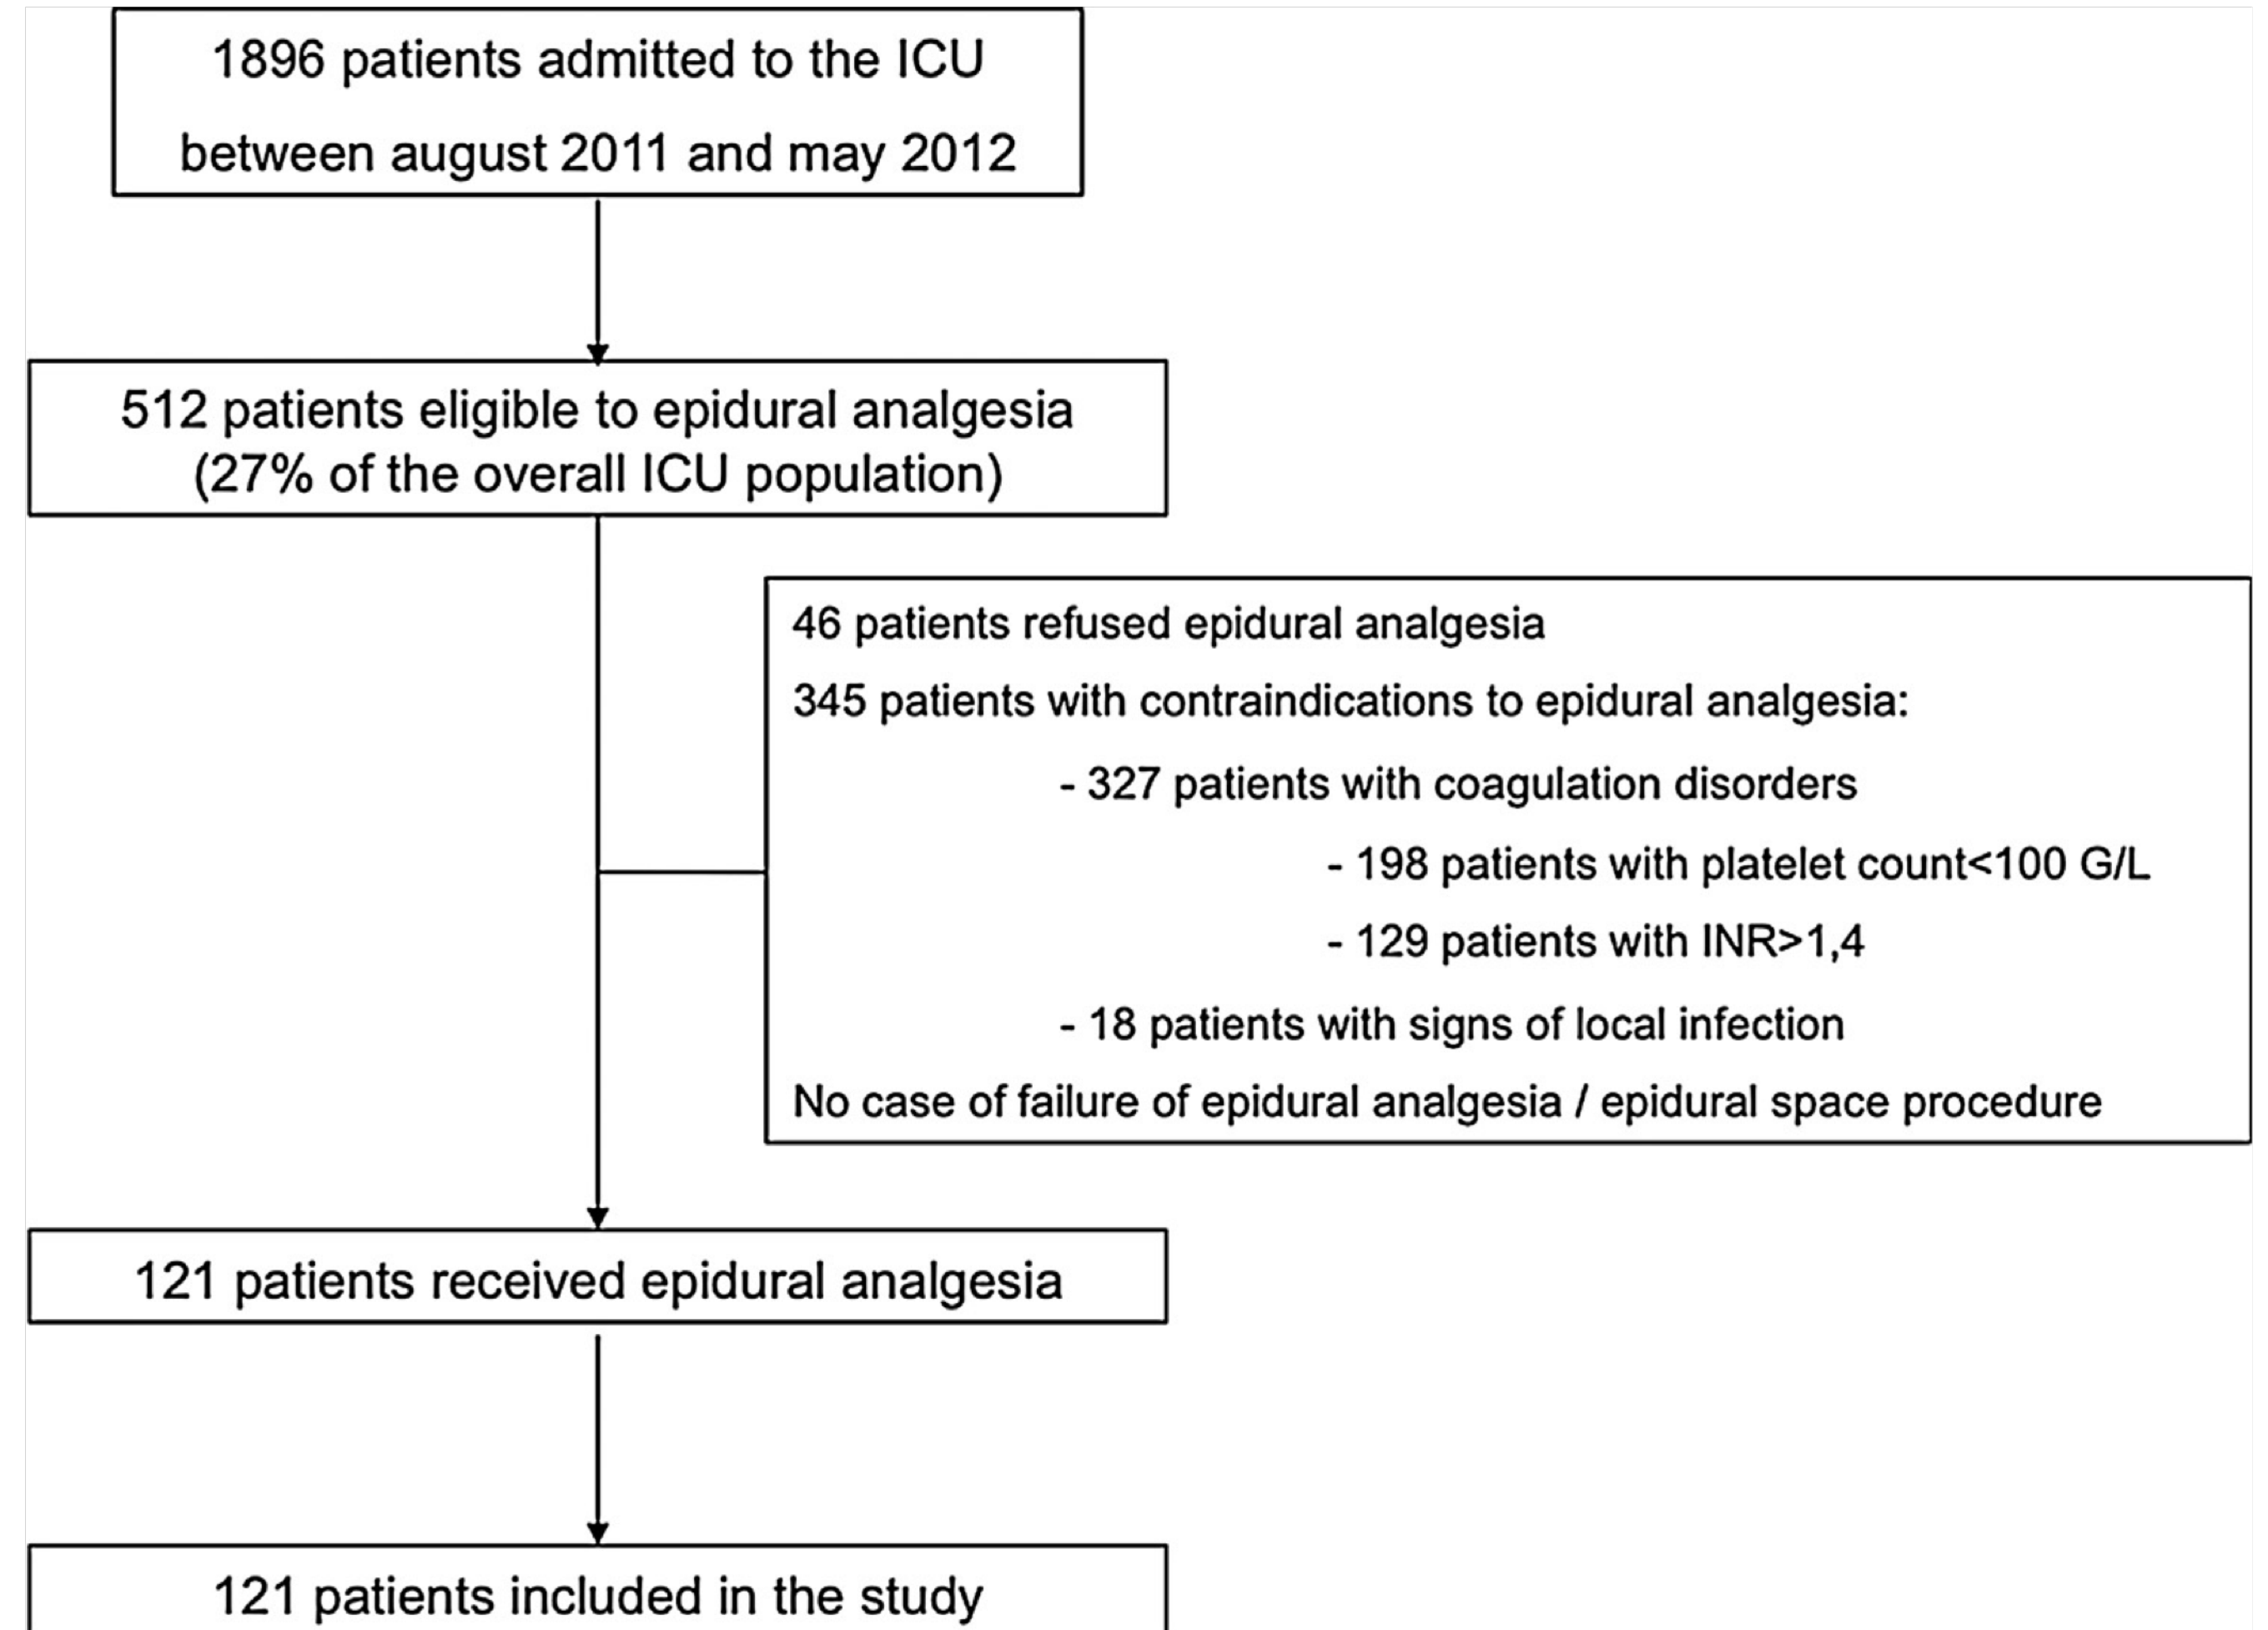 1896 patients admitted to the ICU
between august 2011 and may 2012
512 patients eligible to epidural analgesia
(27% of the overall ICU population)
46 patients refused epidural analgesia
345 patients with contraindications to epidural analgesia:
- 327 patients with coagulation disorders
- 198 patients with platelet count<100 G/L
- 129 patients with INR>1,4
- 18 patients with signs of local infection
No case of failure of epidural analgesia / epidural space procedure
121 patients received epidural analgesia
121 patients included in the study